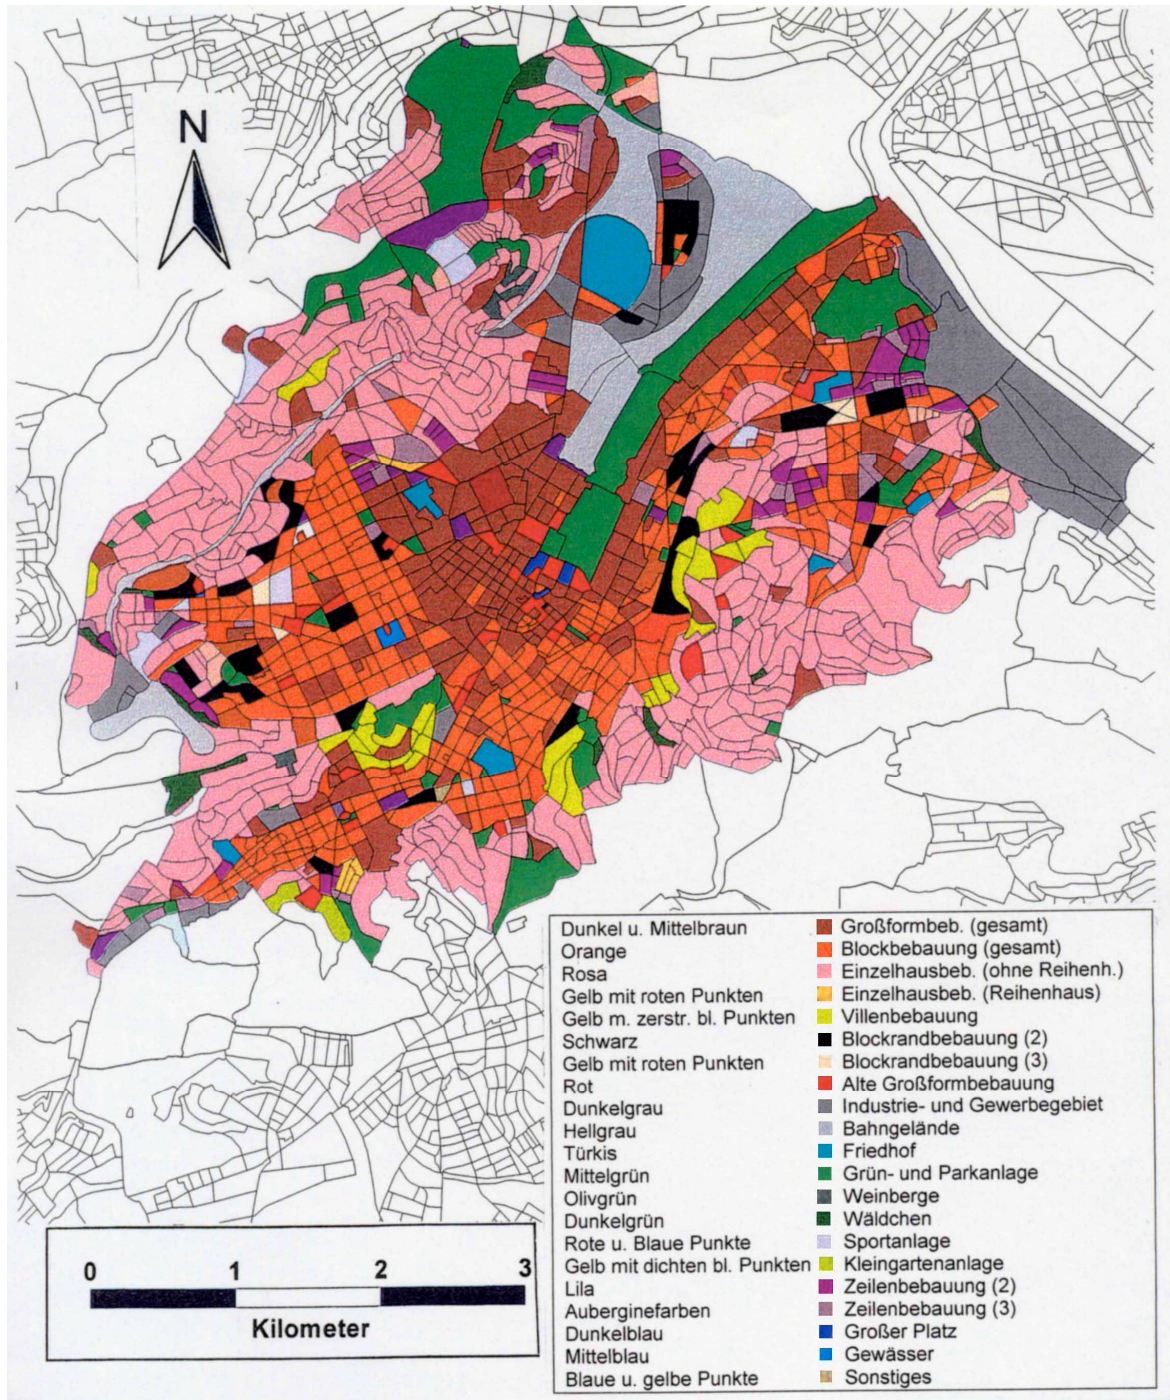 N
Dunkel u. Mittelbraun Großformbeb. (gesamt)
Orange Blockbebauung (gesamt)
Rosa Einzelhausbeb. (ohne Reihenh.)
Gelb mit roten Punkten Einzelhausbeb. (Reihenhaus)
Gelb m. zerstr. bl. Punkten Villenbebauung
Schwarz Blockrandbebauung (2)
Gelb mit roten Punkten Blockrandbebauung (3)
Rot Alte Großformbebauung
Dunkelgrau Industrie- und Gewerbegebiet
Hellgrau Bahngelände
Türkis Friedhof
Mittelgrün Grün- und Parkanlage
Olivgrün Weinberge
Dunkelgrün Wäldchen
Rote u. Blaue Punkte Sportanlage
Gelb mit dichten bl. Punkten Kleingartenanlage
Lila Zeilenbebauung (2)
Auberginefarben Zeilenbebauung (3)
Dunkelblau Großer Platz
Mittelblau Gewässer
Blaue u. gelbe Punkte Sonstiges
0 1 2 3
Kilometer